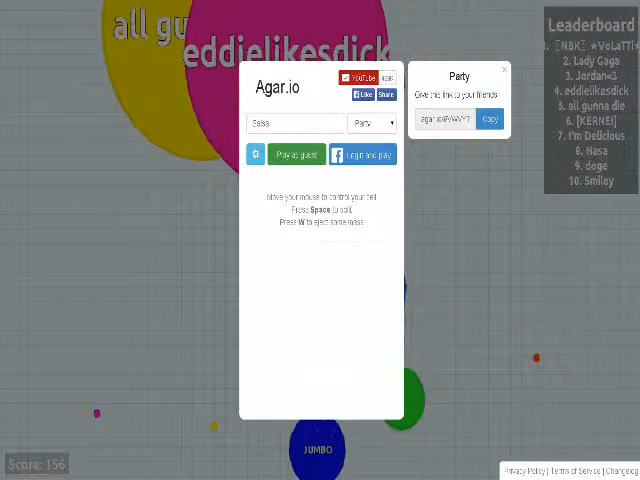 all gu
eddielikesdick
Leaderboard
2. Lady Gaga
3. Jordan<3
4. eddielikesdick
5. all gunna die
6. [KERNE!]
7. I'm Delicious
8. Nasa
9. doge
10. Smiley
Agar.io
YouTube
Like Share
Salsa
Party
Play as guest
Login and play
Move your mouse to control your cell
Press Space to split
Press W to eject some mass
Party
x
Give this link to your friends
Copy
JUMBO
Score: 156
Privacy Policy | Terms of Service | Changelog